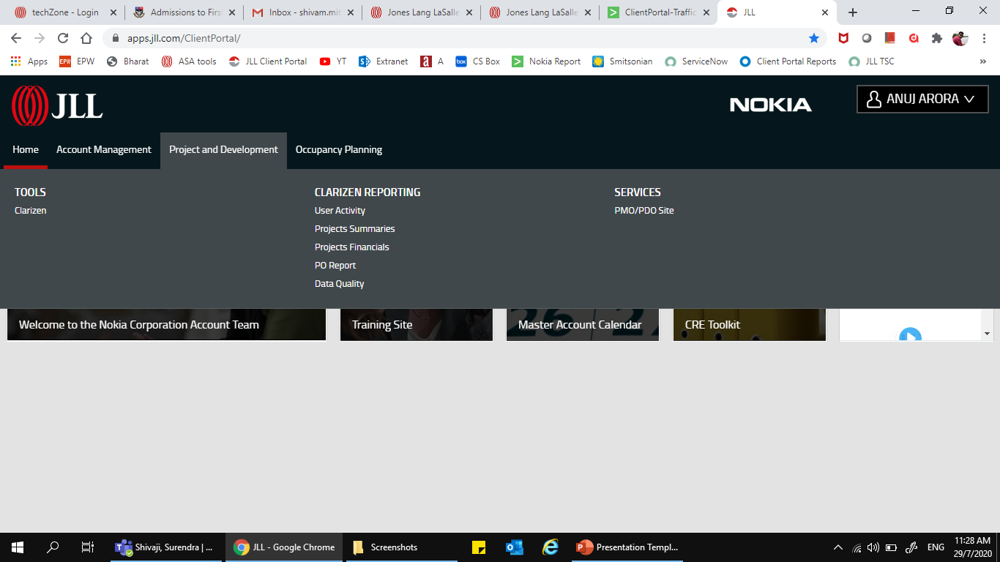 techZone - Login
Admissions to Firs
Inbox - shivam.mit
Jones Lang LaSalle
Jones Lang LaSalle
ClientPortal-Traffic
JLL
apps.jll.com/ClientPortal/
Apps
EPW EPW
Bharat
ASA tools
JLL Client Portal
YT
Extranet
a A
box CS Box
Nokia Report
Smitsonian
ServiceNow
Client Portal Reports
JLL TSC
»
JLL
NOKIA
ANUJ ARORA
Home
Account Management
Project and Development
Occupancy Planning
TOOLS
Clarizen
CLARIZEN REPORTING
User Activity
Projects Summaries
Projects Financials
PO Report
Data Quality
SERVICES
PMO/PDO Site
Welcome to the Nokia Corporation Account Team
Training Site
Master Account Calendar
CRE Toolkit
Shivaji, Surendra | ...
JLL - Google Chrome
Screenshots
Presentation Templ...
ENG
11:28 AM
29/7/2020